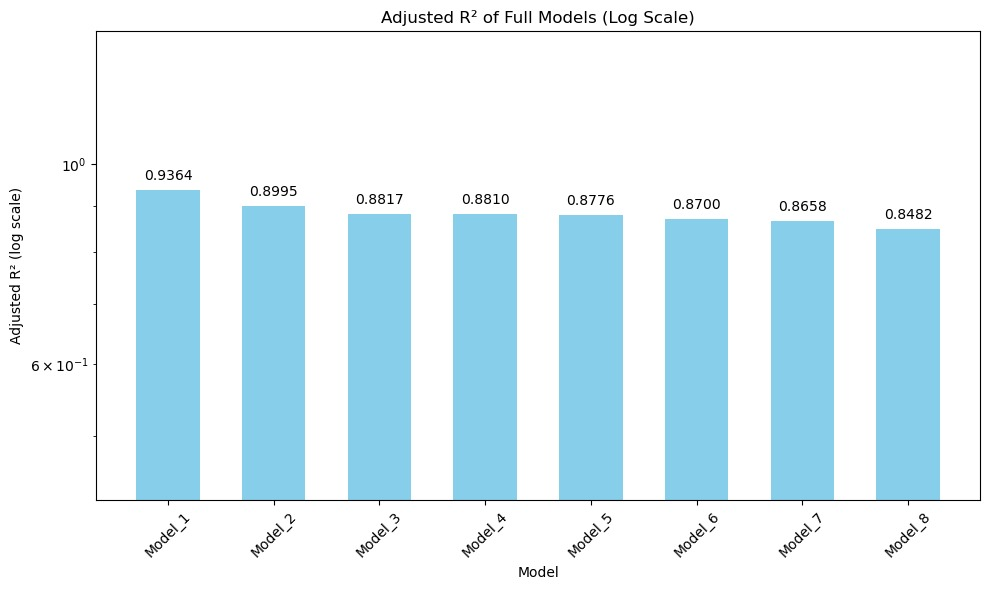 Adjusted R² of Full Models (Log Scale)
Adjusted R² (log scale)
10⁰
6 × 10⁻¹
0.9364
0.8995
0.8817
0.8810
0.8776
0.8700
0.8658
0.8482
Model_1
Model_2
Model_3
Model_4
Model_5
Model_6
Model_7
Model_8
Model